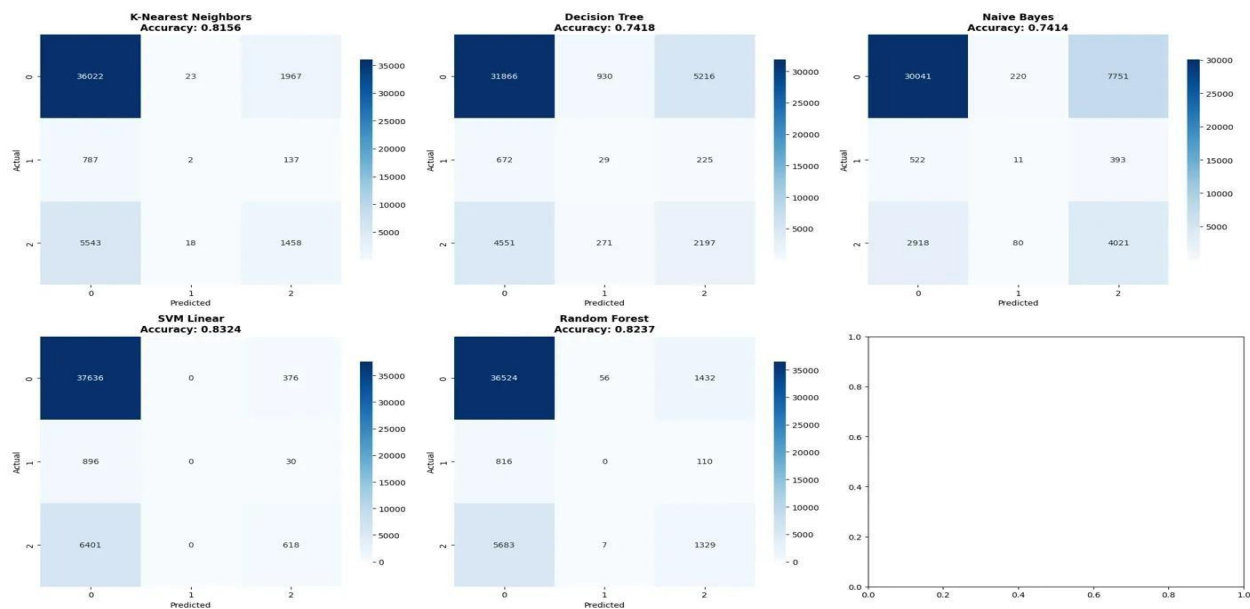 K-Nearest Neighbors
Accuracy: 0.8156
0
1
2
Actual
36022 23 1967
787 2 137
5543 18 1458
0 1 2
Predicted
35000
30000
25000
20000
15000
10000
5000
Decision Tree
Accuracy: 0.7418
0
1
2
Actual
31866 930 5216
672 29 225
4551 271 2197
0 1 2
Predicted
30000
25000
20000
15000
10000
5000
Naive Bayes
Accuracy: 0.7414
0
1
2
Actual
30041 220 7751
522 11 393
2918 80 4021
0 1 2
Predicted
30000
25000
20000
15000
10000
5000
SVM Linear
Accuracy: 0.8324
0
1
2
Actual
37636 0 376
896 0 30
6401 0 618
0 1 2
Predicted
35000
30000
25000
20000
15000
10000
5000
0
Random Forest
Accuracy: 0.8237
0
1
2
Actual
36524 56 1432
816 0 110
5683 7 1329
0 1 2
Predicted
35000
30000
25000
20000
15000
10000
5000
0
1.0
0.8
0.6
0.4
0.2
0.0
0.0 0.2 0.4 0.6 0.8 1.0